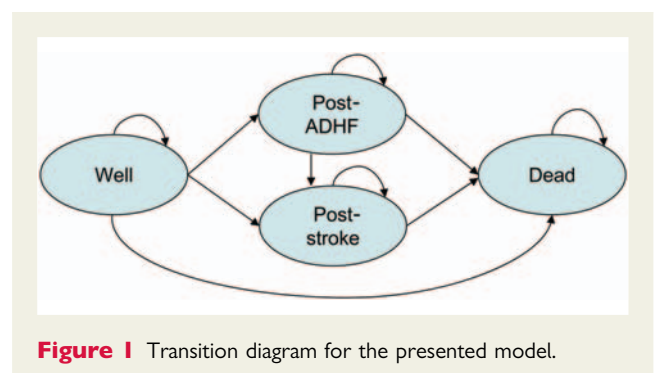 Post-
ADHF
Well
Dead
Post-
stroke
Figure 1 Transition diagram for the presented model.